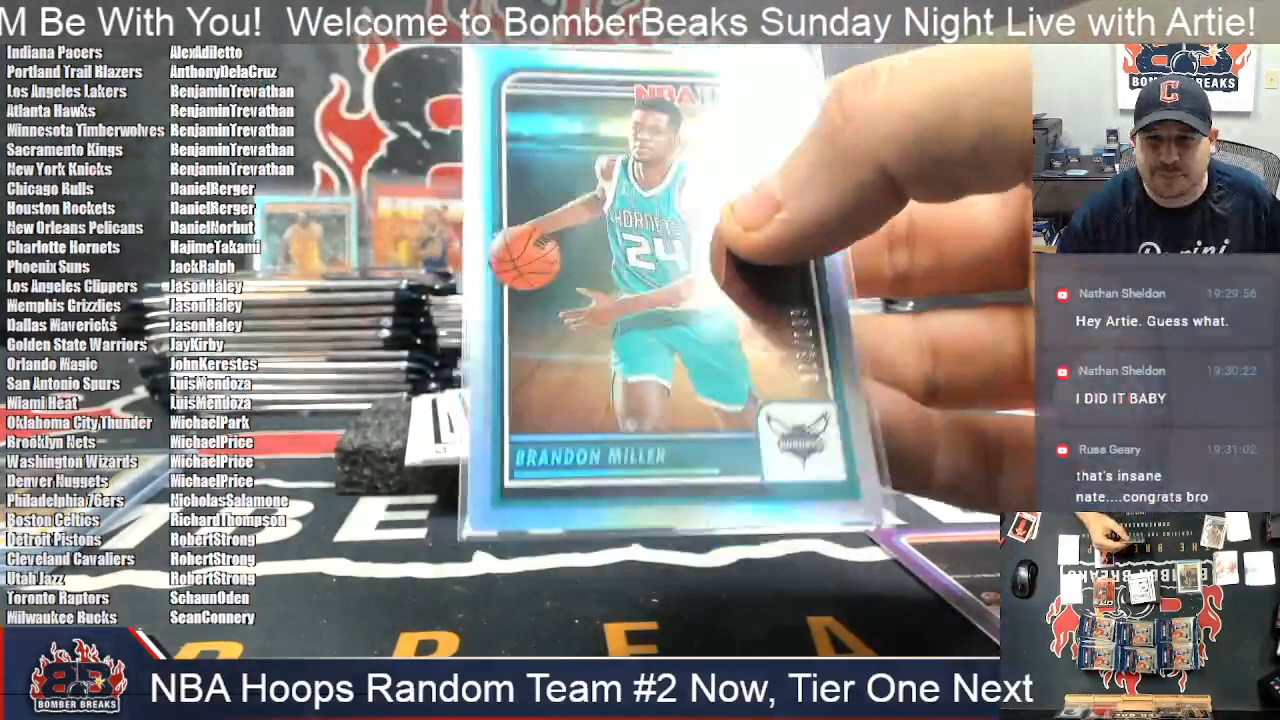 M Be With You!  Welcome to BomberBeaks Sunday Night Live with Artie!
Indiana Pacers AlexAdiletto
Portland Trail Blazers AnthonyDelaCruz
Los Angeles Lakers BenjaminTrevathan
Atlanta Hawks BenjaminTrevathan
Minnesota Timberwolves BenjaminTrevathan
Sacramento Kings BenjaminTrevathan
New York Knicks BenjaminTrevathan
Chicago Bulls DanielBerger
Houston Rockets DanielBerger
New Orleans Pelicans DanielNorbut
Charlotte Hornets HajimeTakami
Phoenix Suns JackRalph
Los Angeles Clippers JasonHaley
Memphis Grizzlies JasonHaley
Dallas Mavericks JasonHaley
Golden State Warriors JayKirby
Orlando Magic JohnKerestes
San Antonio Spurs LuisMendoza
Miami Heat LuisMendoza
Oklahoma City Thunder MichaelPark
Brooklyn Nets MichaelPrice
Washington Wizards MichaelPrice
Denver Nuggets MichaelPrice
Philadelphia 76ers NicholasSalamone
Boston Celtics RichardThompson
Detroit Pistons RobertStrong
Cleveland Cavaliers RobertStrong
Utah Jazz RobertStrong
Toronto Raptors SchaunOden
Milwaukee Bucks SeanConnery
NBA
HORNETS
24
BRANDON MILLER
HORNETS
BOMBER BREAKS
C
Panini
Nathan Sheldon 19:29:56
Hey Artie. Guess what.
Nathan Sheldon 19:30:22
I DID IT BABY
Russ Geary 19:31:02
that's insane
nate....congrats bro
BOMBER BREAKS
NBA Hoops Random Team #2 Now, Tier One Next